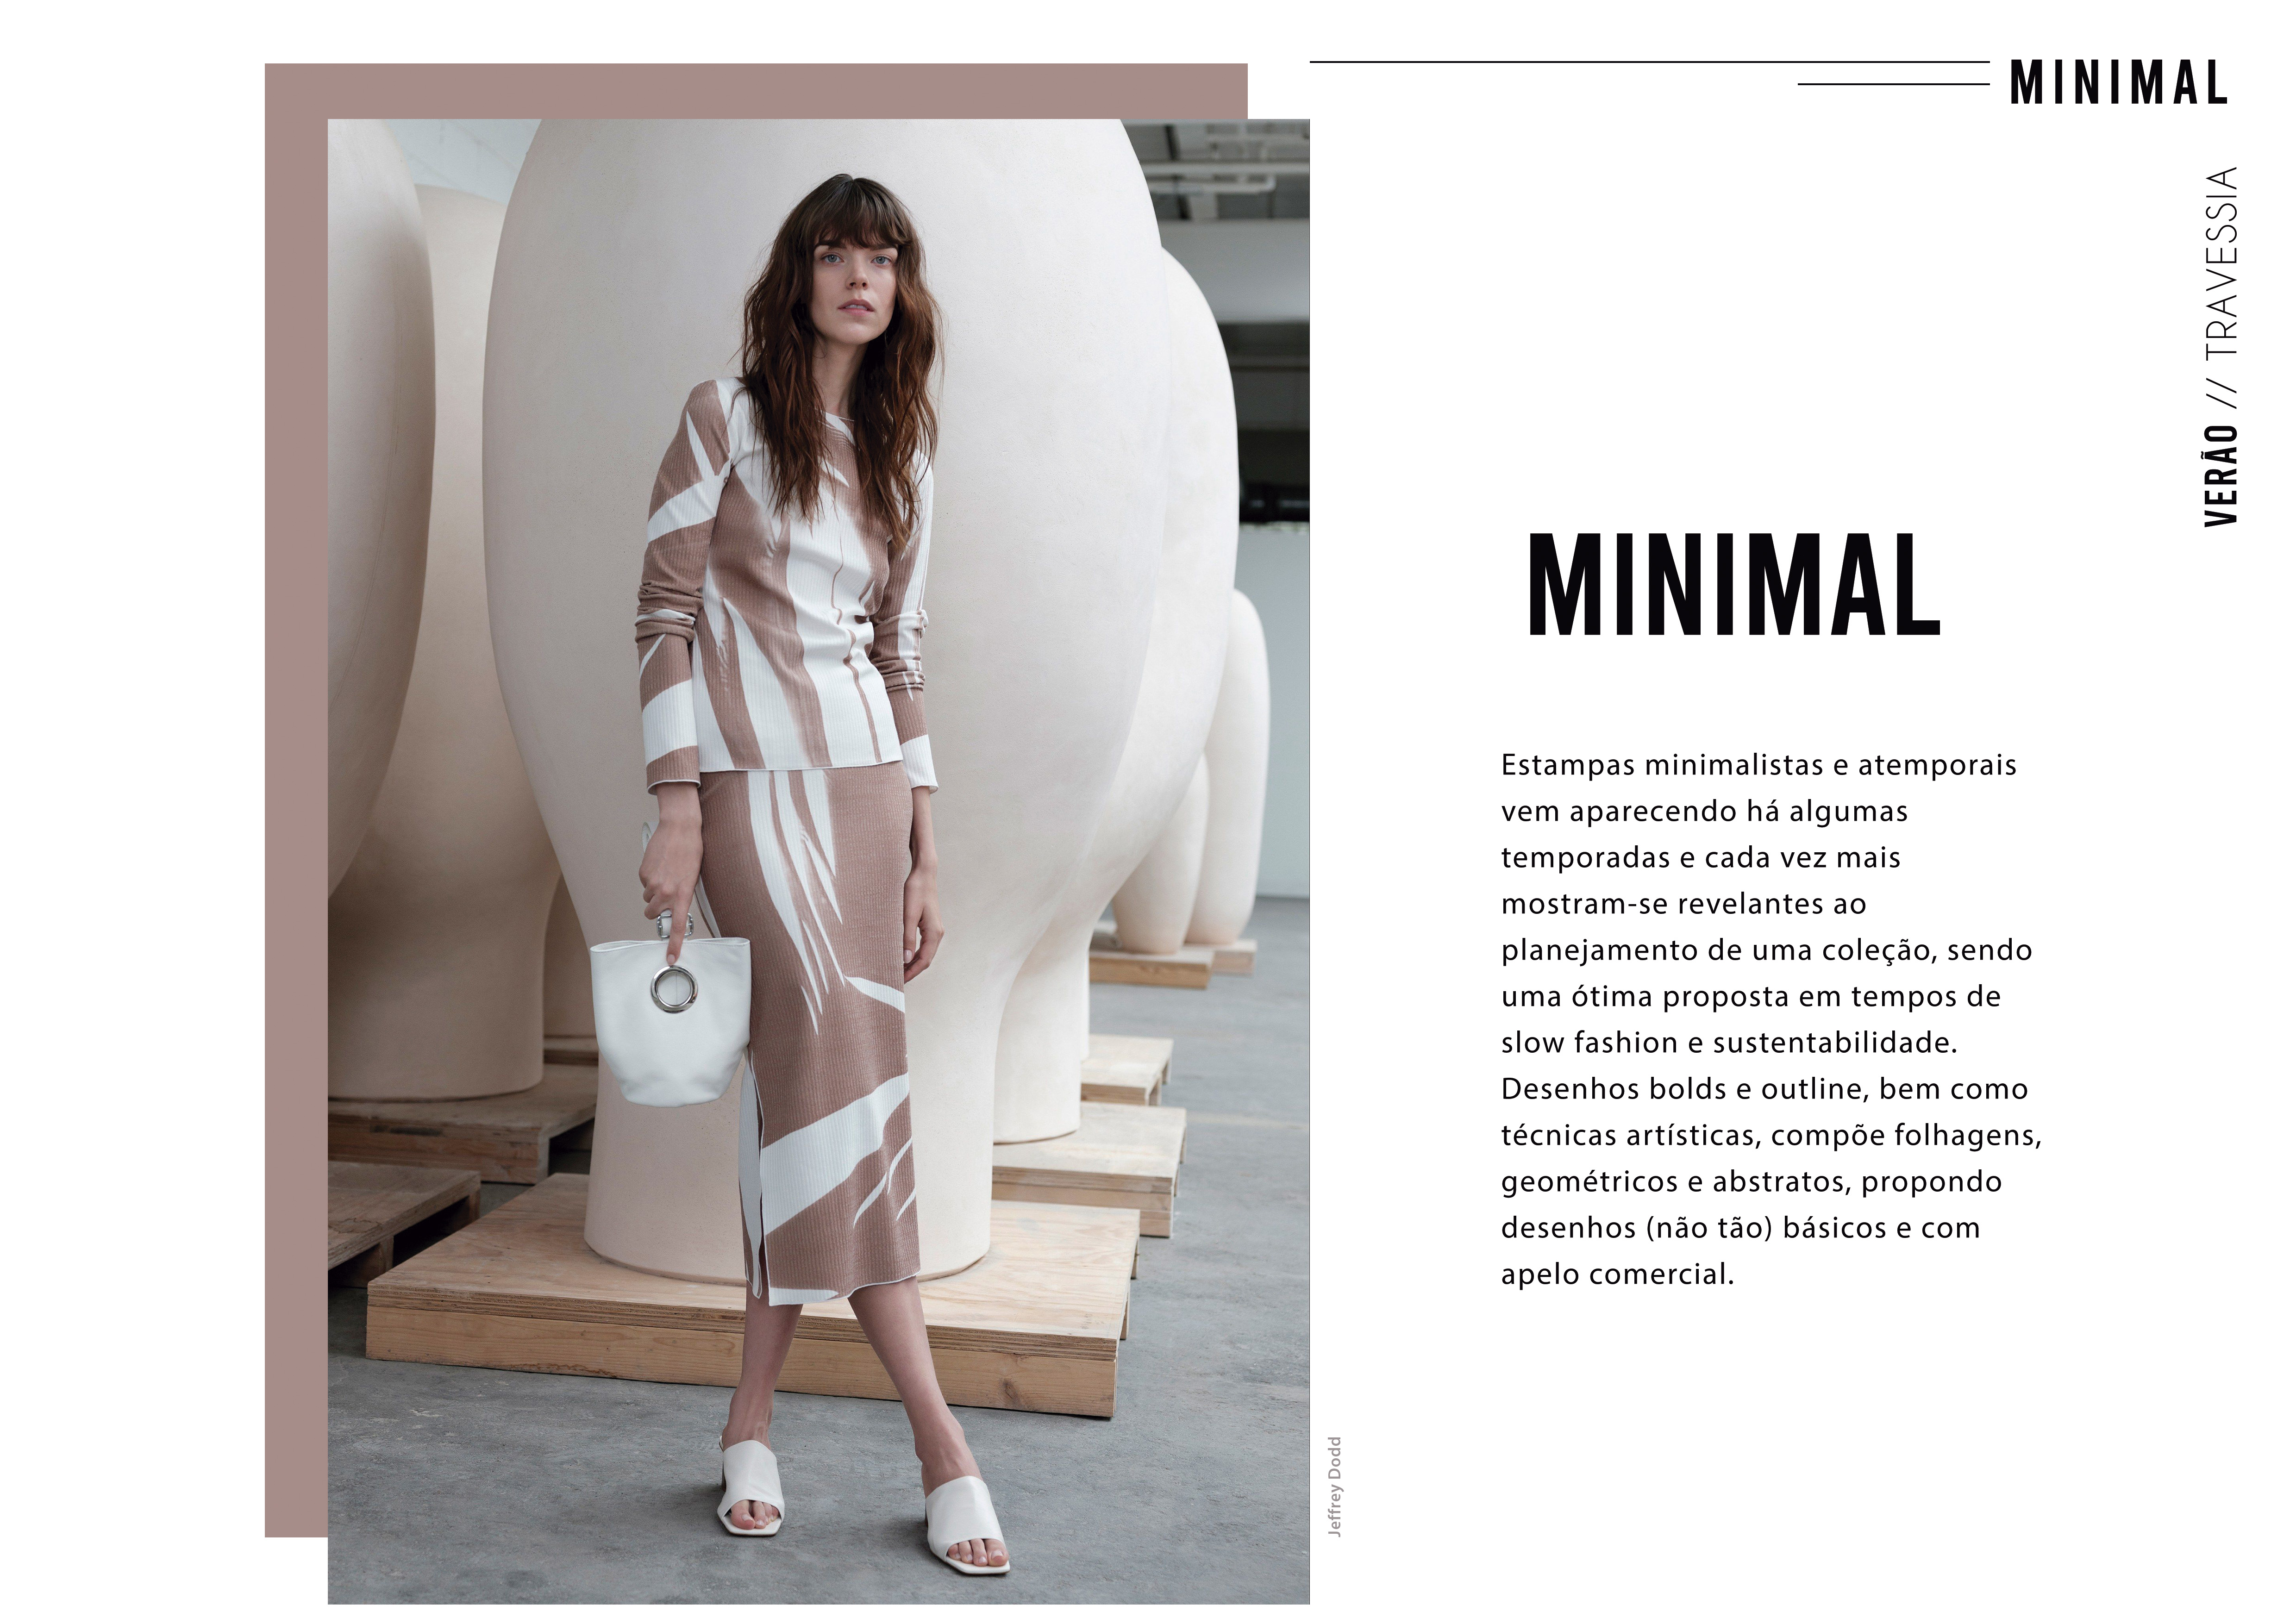 MINIMAL
VERÃO // TRAVESSIA
MINIMAL
Estampas minimalistas e atemporais
vem aparecendo há algumas
temporadas e cada vez mais
mostram-se revelantes ao
planejamento de uma coleção, sendo
uma ótima proposta em tempos de
slow fashion e sustentabilidade.
Desenhos bolds e outline, bem como
técnicas artísticas, compõe folhagens,
geométricos e abstratos, propondo
desenhos (não tão) básicos e com
apelo comercial.
Jeffrey Dodd